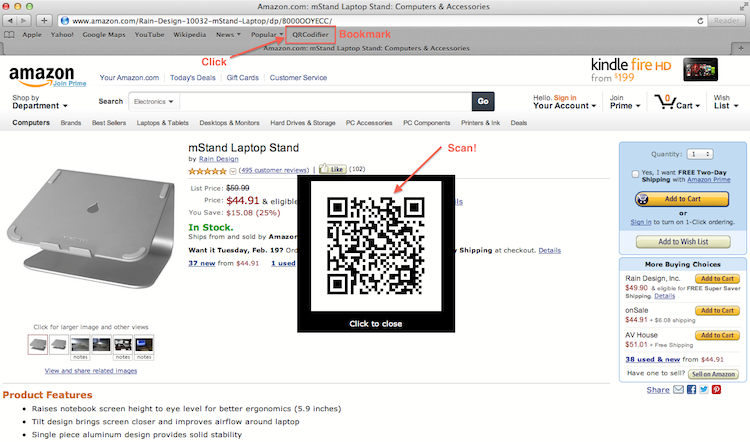 Amazon.com: mStand Laptop Stand: Computers & Accessories
www.amazon.com/Rain-Design-10032-mStand-Laptop/dp/8000OOYECC/
Reader
Apple Yahoo! Google Maps YouTube Wikipedia News Popular QRCodifier Bookmark
Click
Amazon.com: mStand Laptop Stand: Computers & Accessories
amazon
Join Prime
Your Amazon.com Today's Deals Gift Cards Customer Service
kindle fire HD
from $199
Shop by
Department
Search Electronics Go
Hello. Sign in
Your Account
Join
Prime
0
Cart
Wish
List
Computers Brands Best Sellers Laptops & Tablets Desktops & Monitors Hard Drives & Storage PC Accessories PC Components Printers & Ink Deals
mStand Laptop Stand
by Rain Design
(495 customer reviews) Like (102)
Scan!
List Price: $59.99
Price: $44.91 & eligible
You Save: $15.08 (25%)
In Stock.
Ships from and sold by Amazon
Want it Tuesday, Feb. 19? Ord
y Shipping at checkout. Details
37 new from $44.91 1 used
Click to close
Click for larger image and other views
notes notes notes
View and share related images
Quantity: 1
Yes, I want FREE Two-Day
Shipping with Amazon Prime
Add to Cart
or
Sign in to turn on 1-Click ordering.
Add to Wish List
More Buying Choices
Rain Design, Inc. Add to Cart
$49.90 & eligible for FREE Super Saver
Shipping. Details
onSale Add to Cart
$44.91 + $6.08 shipping
AV House Add to Cart
$51.01 + Free Shipping
38 used & new from $44.91
Have one to sell? Sell on Amazon
Share
Product Features
Raises notebook screen height to eye level for better ergonomics (5.9 inches)
Tilt design brings screen closer and improves airflow around laptop
Single piece aluminum design provides solid stability